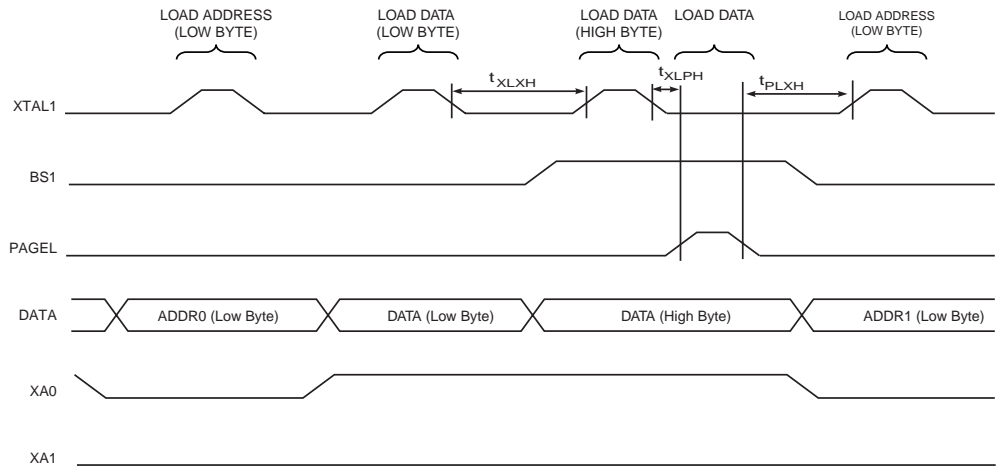 LOAD ADDRESS
(LOW BYTE)
LOAD DATA
(LOW BYTE)
LOAD DATA
(HIGH BYTE)
LOAD DATA
LOAD ADDRESS
(LOW BYTE)
tXLXH
tXLPH
tPLXH
XTAL1
BS1
PAGEL
DATA
ADDR0 (Low Byte)
DATA (Low Byte)
DATA (High Byte)
ADDR1 (Low Byte)
XA0
XA1